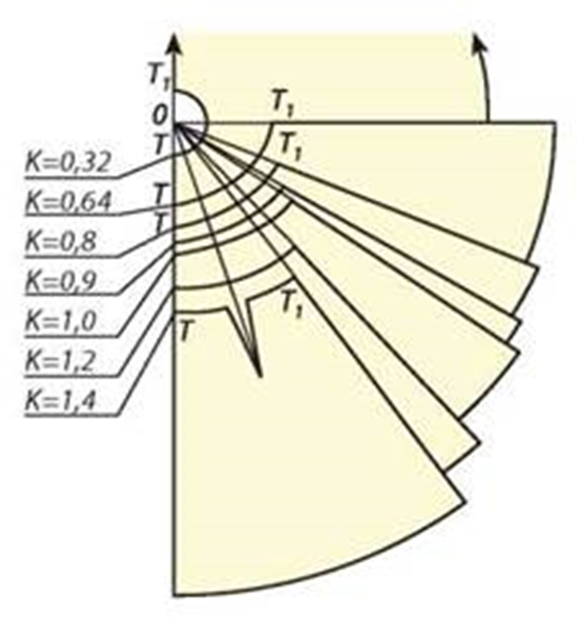 T₁
0
T₁
T
T₁
K=0,32
T
K=0,64
T
K=0,8
K=0,9
K=1,0
T₁
T
K=1,2
K=1,4